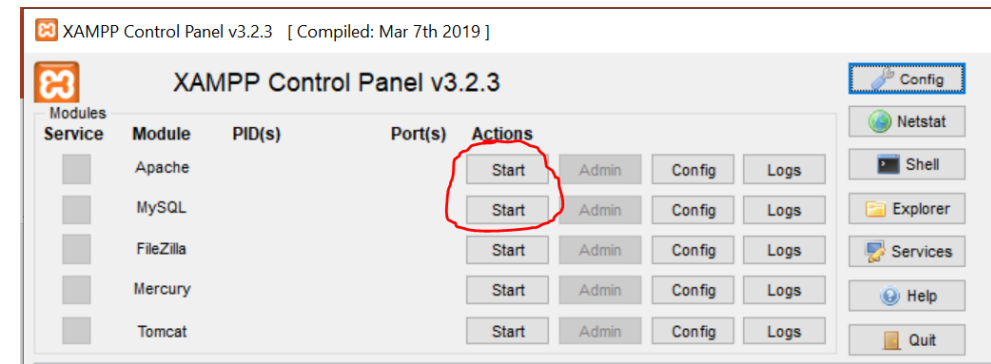 XAMPP Control Panel v3.2.3 [ Compiled: Mar 7th 2019 ]
XAMPP Control Panel v3.2.3
Config
Modules
Netstat
Service Module PID(s) Port(s) Actions
Apache Start Admin Config Logs
Shell
MySQL Start Admin Config Logs
Explorer
FileZilla Start Admin Config Logs
Services
Mercury Start Admin Config Logs
Help
Tomcat Start Admin Config Logs
Quit